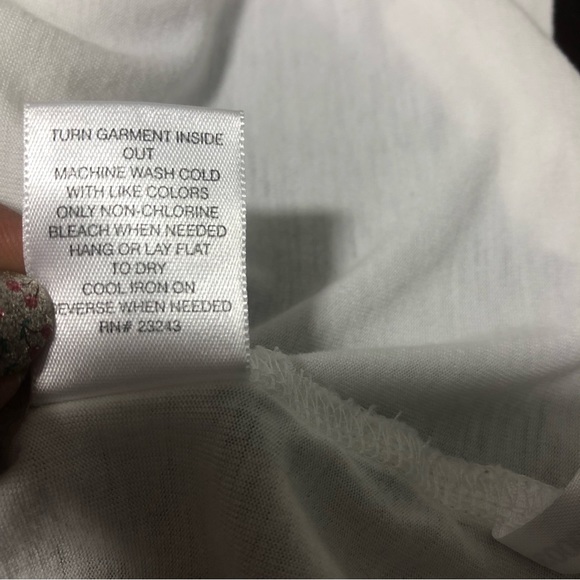 TURN GARMENT INSIDE
OUT
MACHINE WASH COLD
WITH LIKE COLORS
ONLY NON-CHLORINE
BLEACH WHEN NEEDED
HANG OR LAY FLAT
TO DRY
COOL IRON ON
EVERSE WHEN NEEDED
RN# 23243